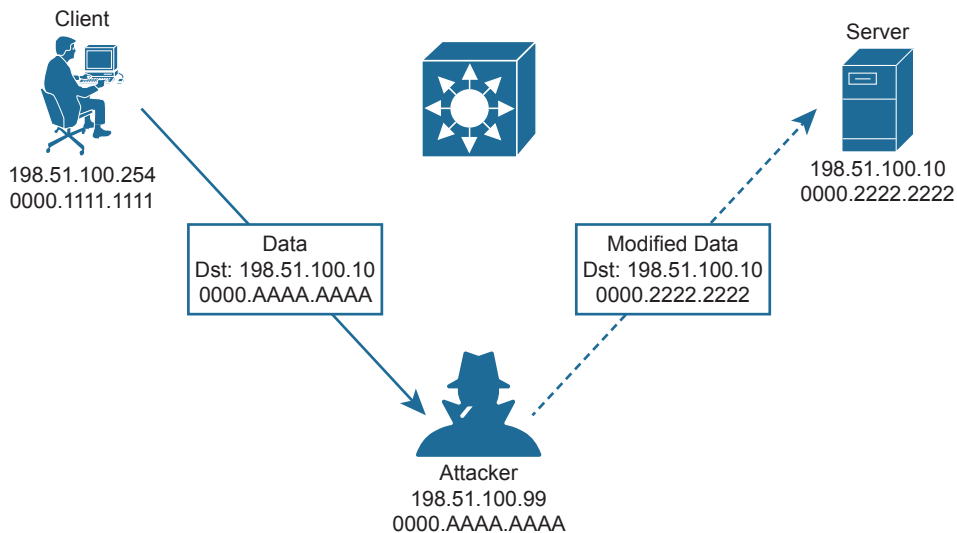 Client
198.51.100.254
0000.1111.1111
Server
198.51.100.10
0000.2222.2222
Data
Dst: 198.51.100.10
0000.AAAA.AAAA
Modified Data
Dst: 198.51.100.10
0000.2222.2222
Attacker
198.51.100.99
0000.AAAA.AAAA